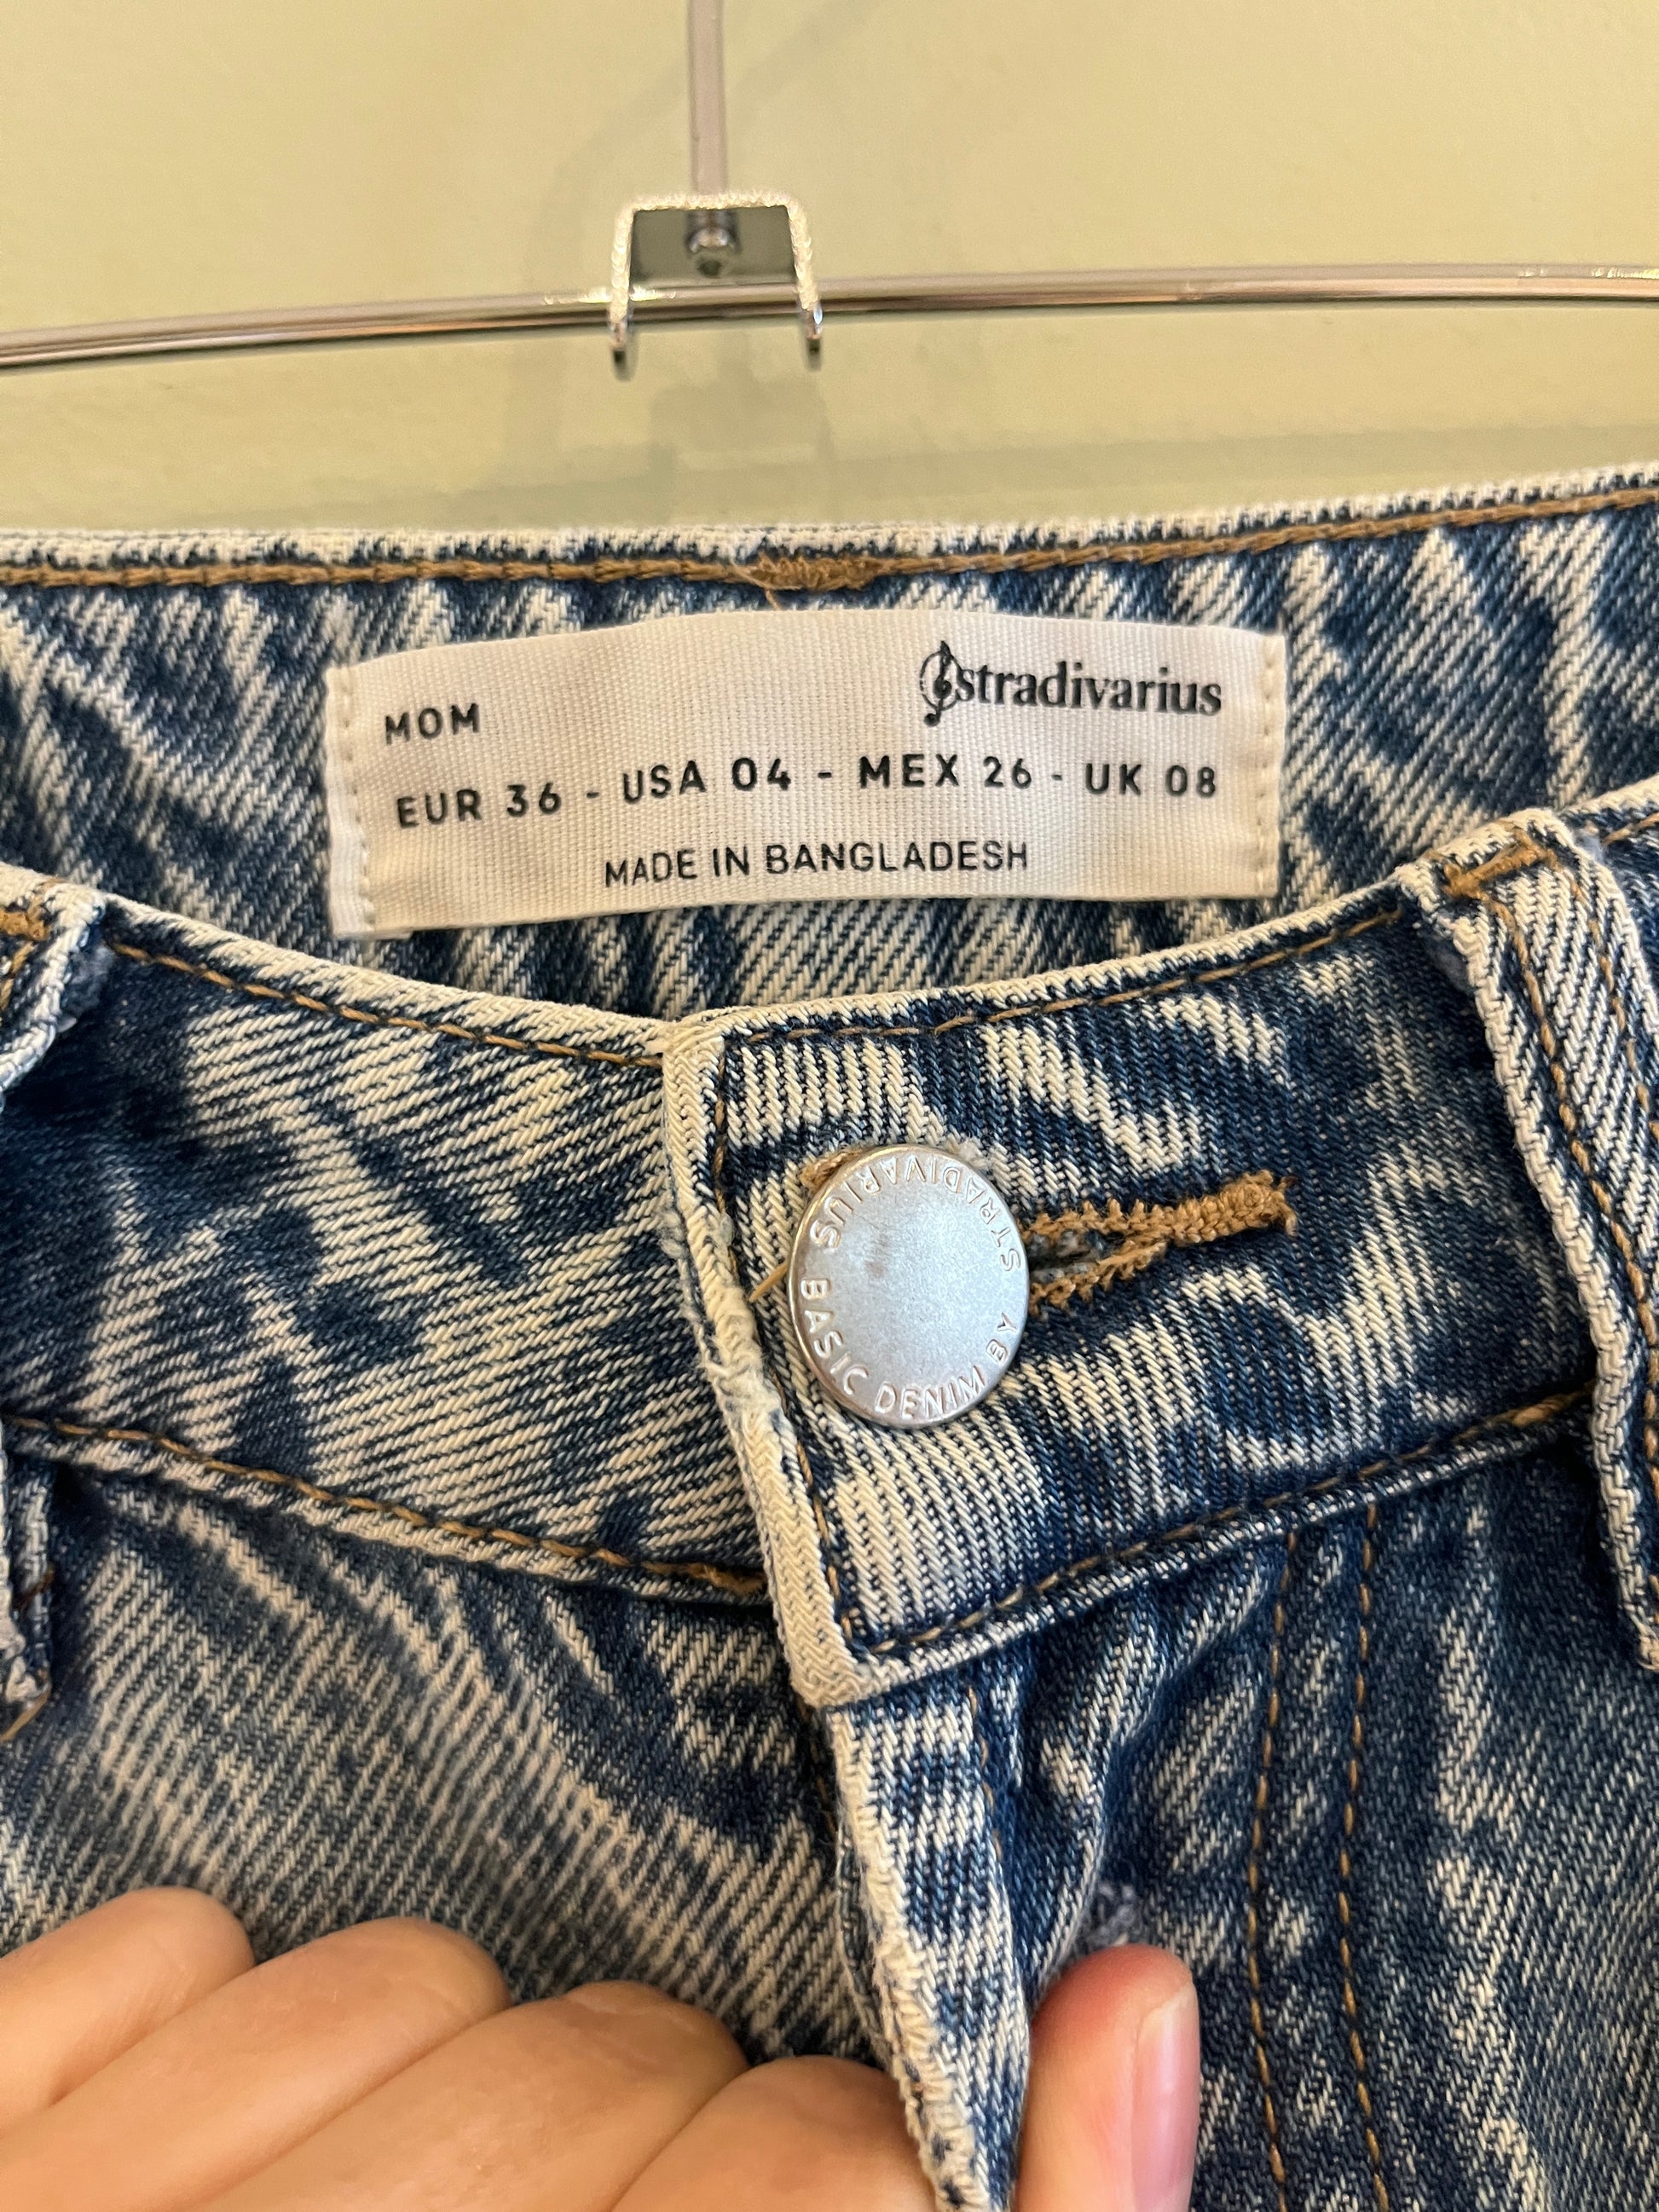 stradivarius
MOM
EUR 36 - USA 04 - MEX 26 - UK 08
MADE IN BANGLADESH
BASIC DENIM BY STRADIVARIUS